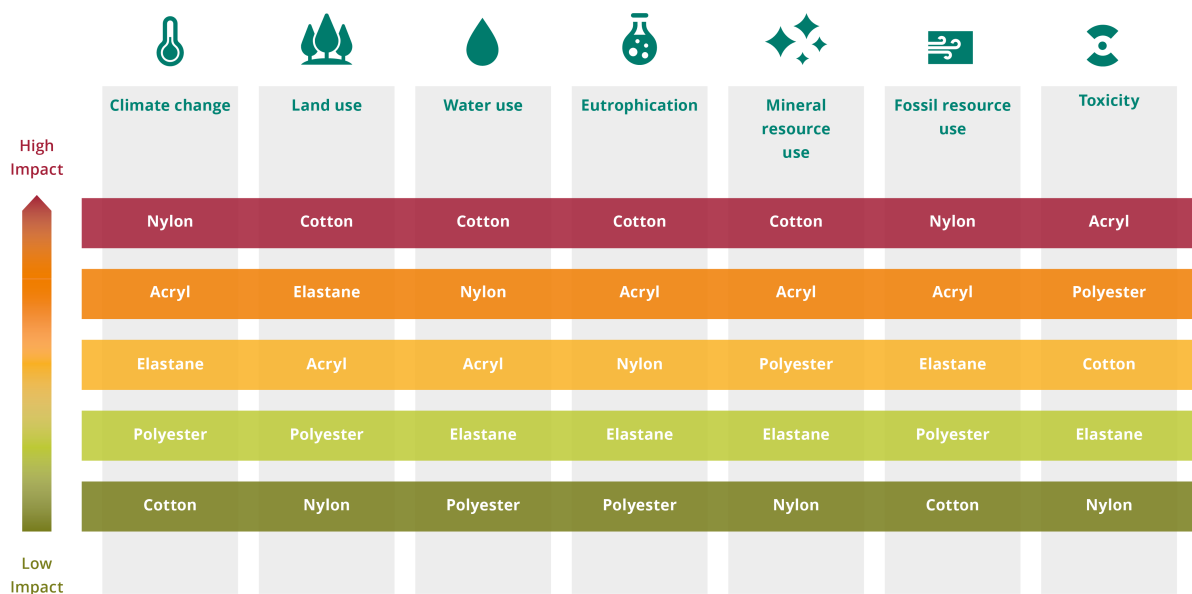 Climate change
Land use
Water use
Eutrophication
Mineral
resource
use
Fossil resource
use
Toxicity
High
Impact
Nylon Cotton Cotton Cotton Cotton Nylon Acryl
Acryl Elastane Nylon Acryl Acryl Acryl Polyester
Elastane Acryl Acryl Nylon Polyester Elastane Cotton
Polyester Polyester Elastane Elastane Elastane Polyester Elastane
Cotton Nylon Polyester Polyester Nylon Cotton Nylon
Low
Impact